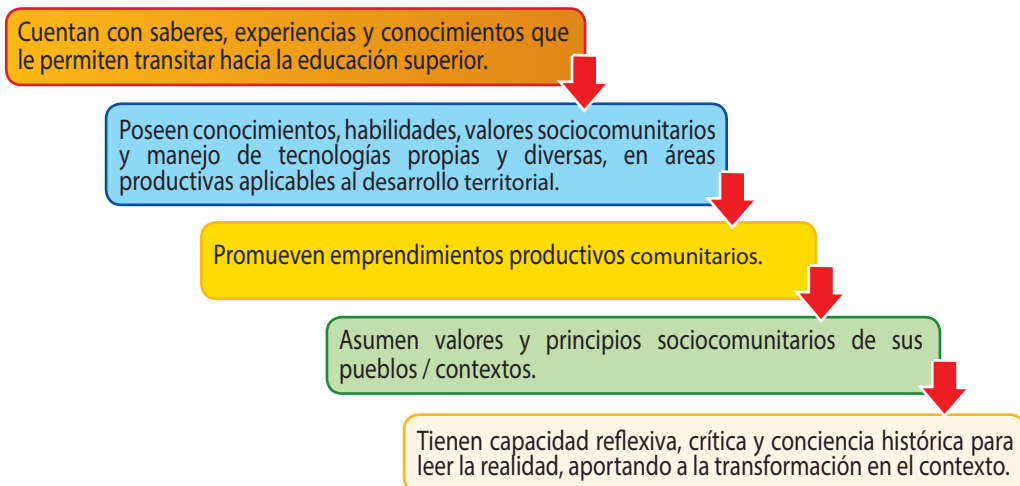 Cuentan con saberes, experiencias y conocimientos que
le permiten transitar hacia la educación superior.
Poseen conocimientos, habilidades, valores sociocomunitarios
y manejo de tecnologías propias y diversas, en áreas
productivas aplicables al desarrollo territorial.
Promueven emprendimientos productivos comunitarios.
Asumen valores y principios sociocomunitarios de sus
pueblos / contextos.
Tienen capacidad reflexiva, crítica y conciencia histórica para
leer la realidad, aportando a la transformación en el contexto.